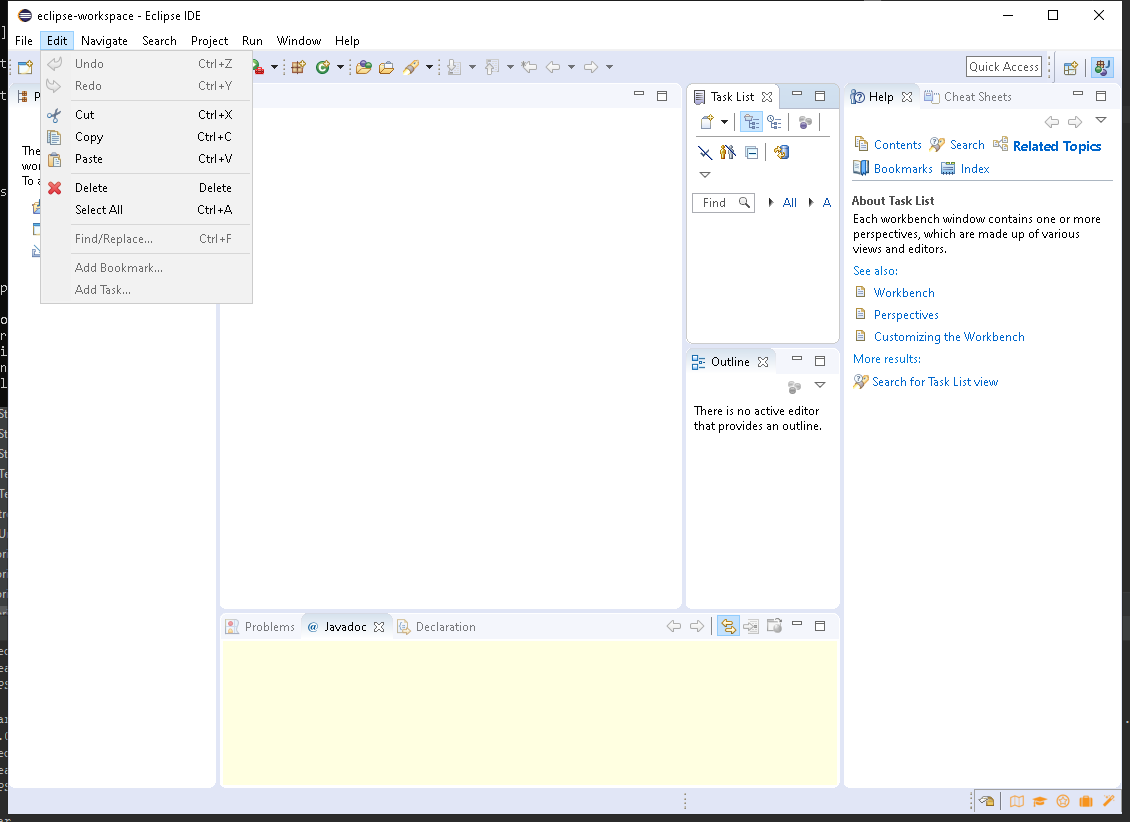 eclipse-workspace - Eclipse IDE
File Edit Navigate Search Project Run Window Help
Undo Ctrl+Z
Redo Ctrl+Y
Cut Ctrl+X
Copy Ctrl+C
Paste Ctrl+V
Delete Delete
Select All Ctrl+A
Find/Replace... Ctrl+F
Add Bookmark...
Add Task...
Quick Access
P
The
wor
To a
Task List
Find All A
Outline
There is no active editor
that provides an outline.
Help Cheat Sheets
Contents Search Related Topics
Bookmarks Index
About Task List
Each workbench window contains one or more
perspectives, which are made up of various
views and editors.
See also:
Workbench
Perspectives
Customizing the Workbench
More results:
Search for Task List view
Problems @ Javadoc Declaration